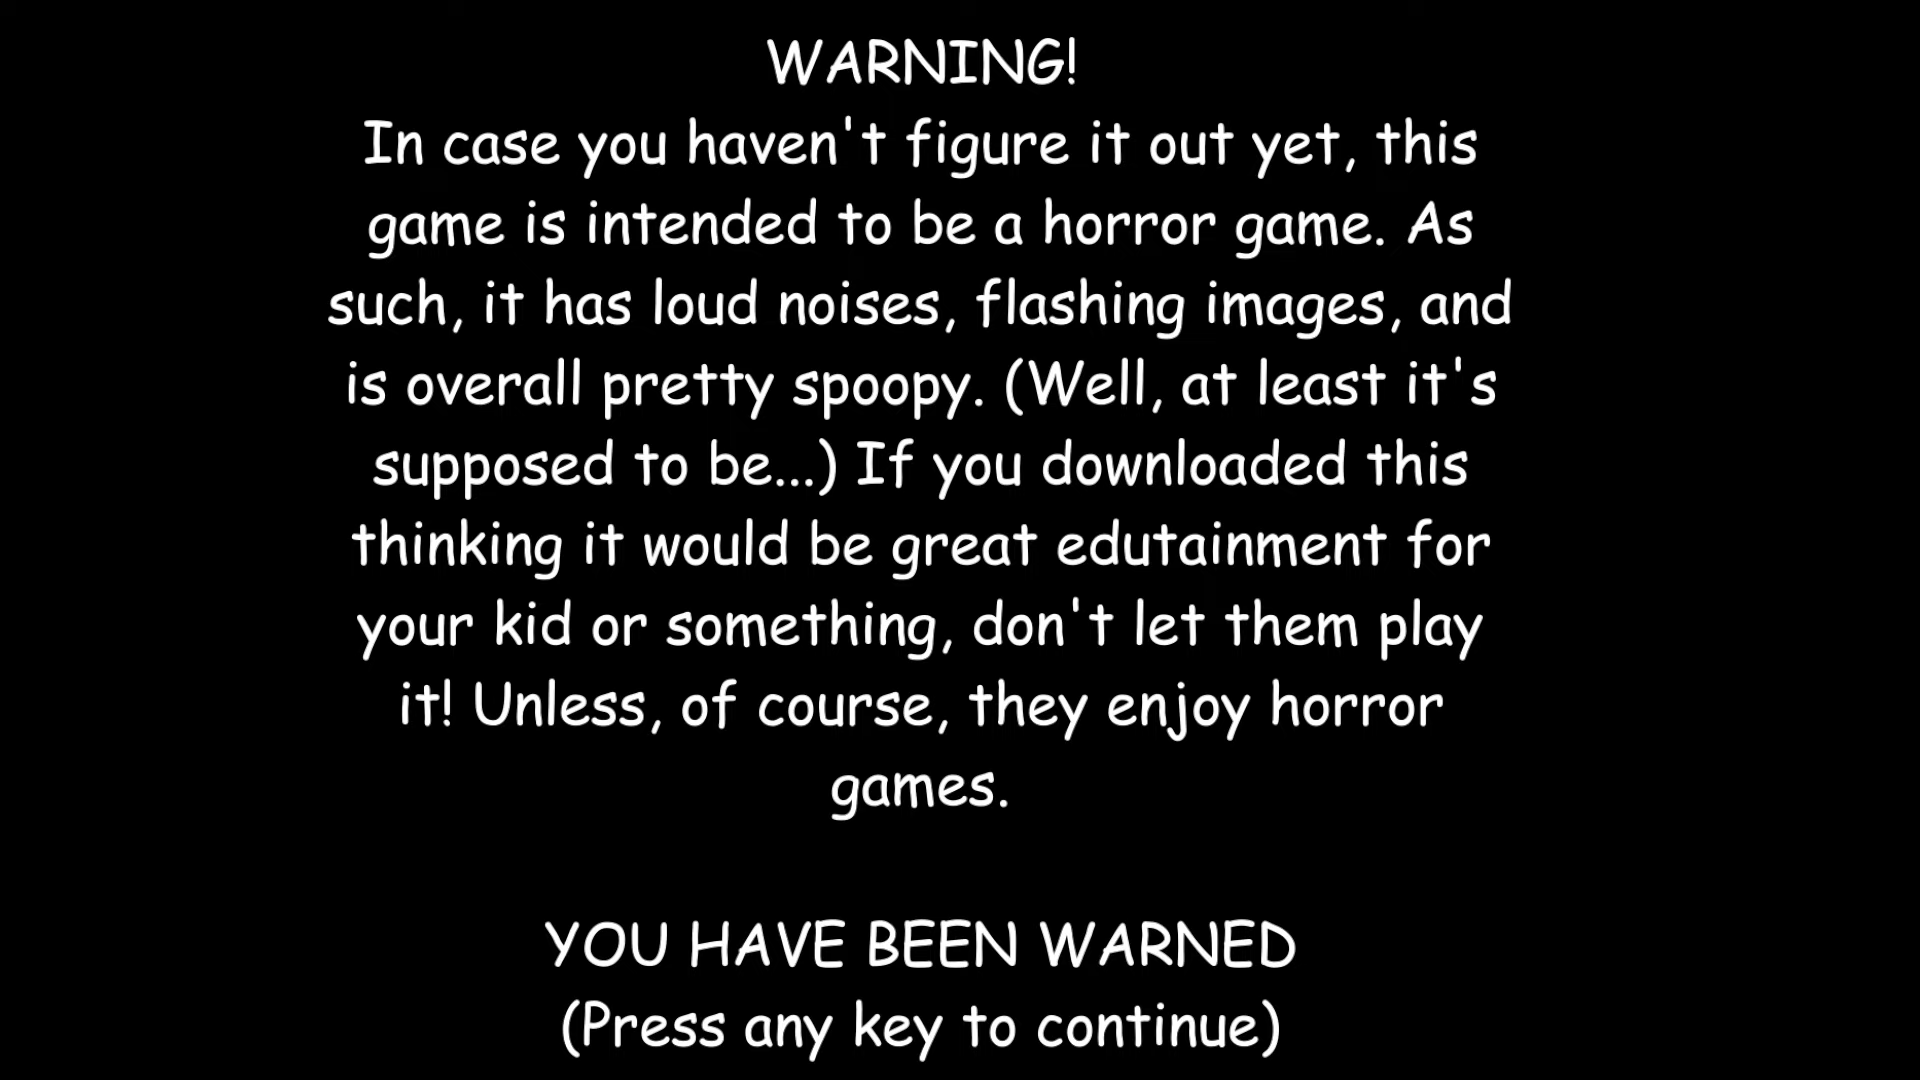 WARNING!
In case you haven't figure it out yet, this
game is intended to be a horror game. As
such, it has loud noises, flashing images, and
is overall pretty spoopy. (Well, at least it's
supposed to be...) If you downloaded this
thinking it would be great edutainment for
your kid or something, don't let them play
it! Unless, of course, they enjoy horror
games.
YOU HAVE BEEN WARNED
(Press any key to continue)